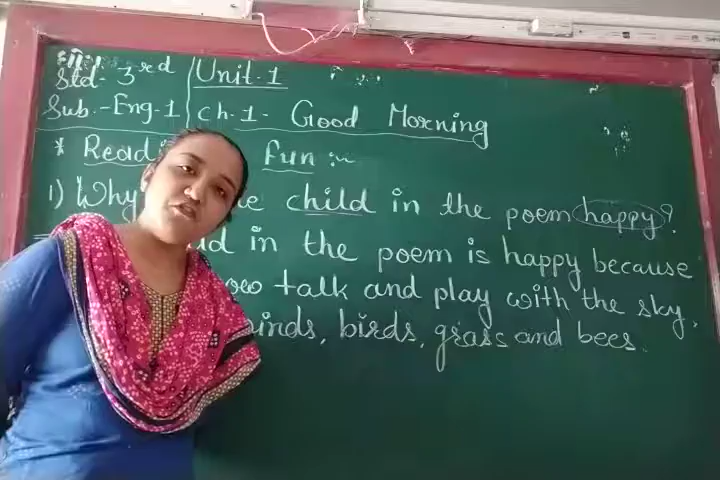 Std- 3rd Unit-1
Sub.-Eng-1 Ch.1- Good Morning
* Fun :~
1) Why child in the poem happy?
in the poem is happy because
talk and play with the sky,
birds, grass and bees.